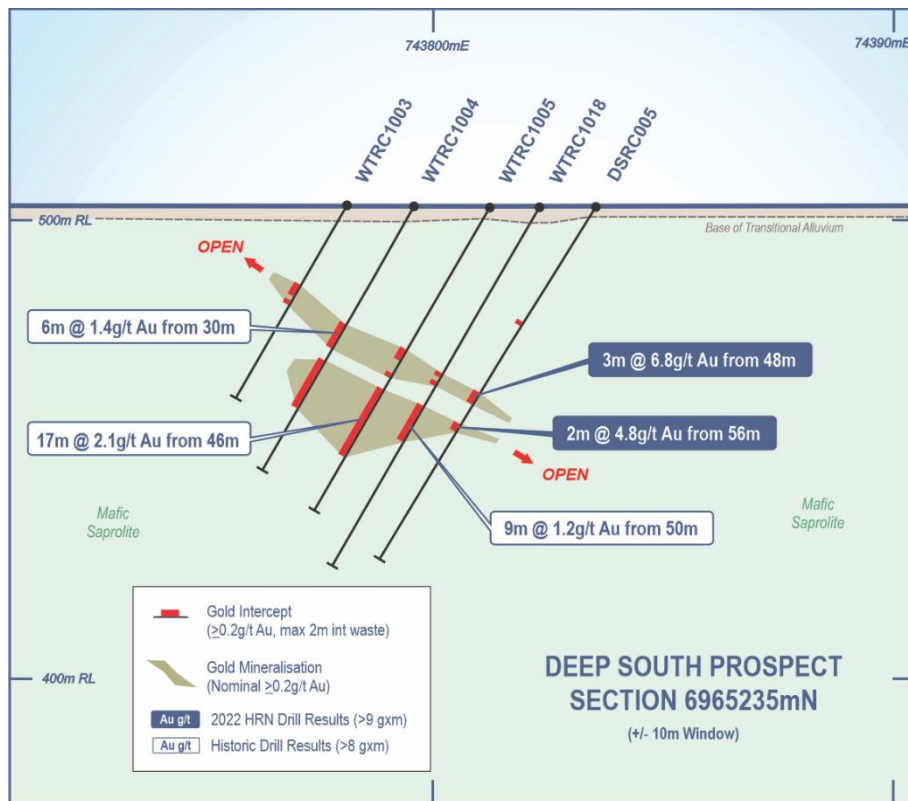 743800mE
74390
WTRC1003
WTRC1004
WTRC1005
WTRC1018
DSRC005
500m RL
Base of Transitional Alluvium
OPEN
6m @ 1.4g/t Au from 30m
3m @ 6.8g/t Au from 48m
17m @ 2.1g/t Au from 46m
2m @ 4.8g/t Au from 56m
OPEN
9m @ 1.2g/t Au from 50m
Mafic
Saprolite
Mafic
Saprolite
Gold Intercept
(≥0.2g/t Au, max 2m int waste)
Gold Mineralisation
(Nominal ≥0.2g/t Au)
Au g/t 2022 HRN Drill Results (>9 gxm)
Au g/t Historic Drill Results (>8 gxm)
400m RL
DEEP SOUTH PROSPECT
SECTION 6965235mN
(+/- 10m Window)